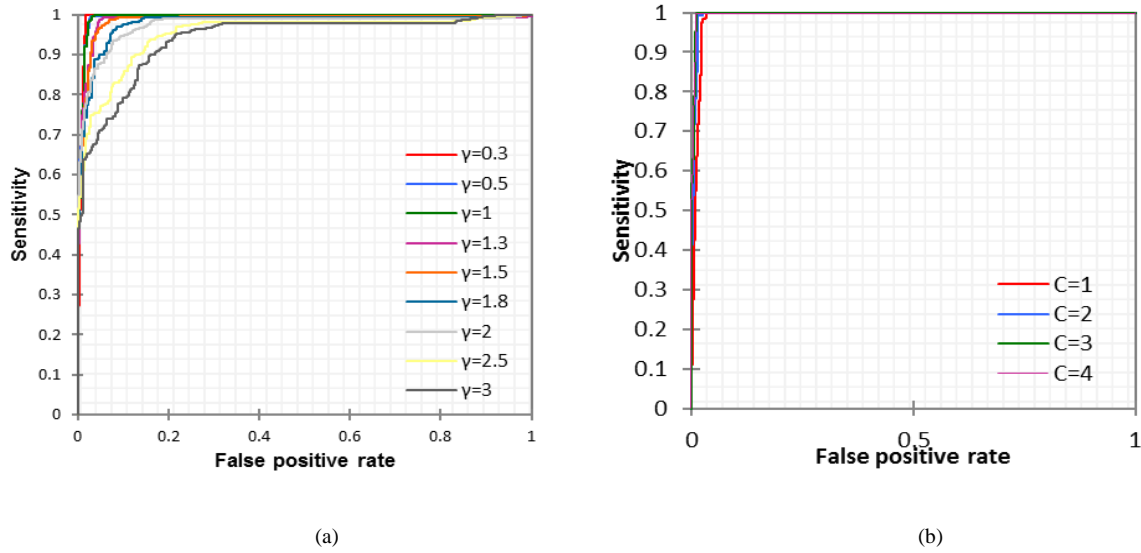 1
0.9
0.8
0.7
0.6
0.5
0.4
0.3
0.2
0.1
0
Sensitivity
γ=0.3
γ=0.5
γ=1
γ=1.3
γ=1.5
γ=1.8
γ=2
γ=2.5
γ=3
0 0.2 0.4 0.6 0.8 1
False positive rate
(a)
1
0.9
0.8
0.7
0.6
0.5
0.4
0.3
0.2
0.1
0
Sensitivity
C=1
C=2
C=3
C=4
0 0.5 1
False positive rate
(b)